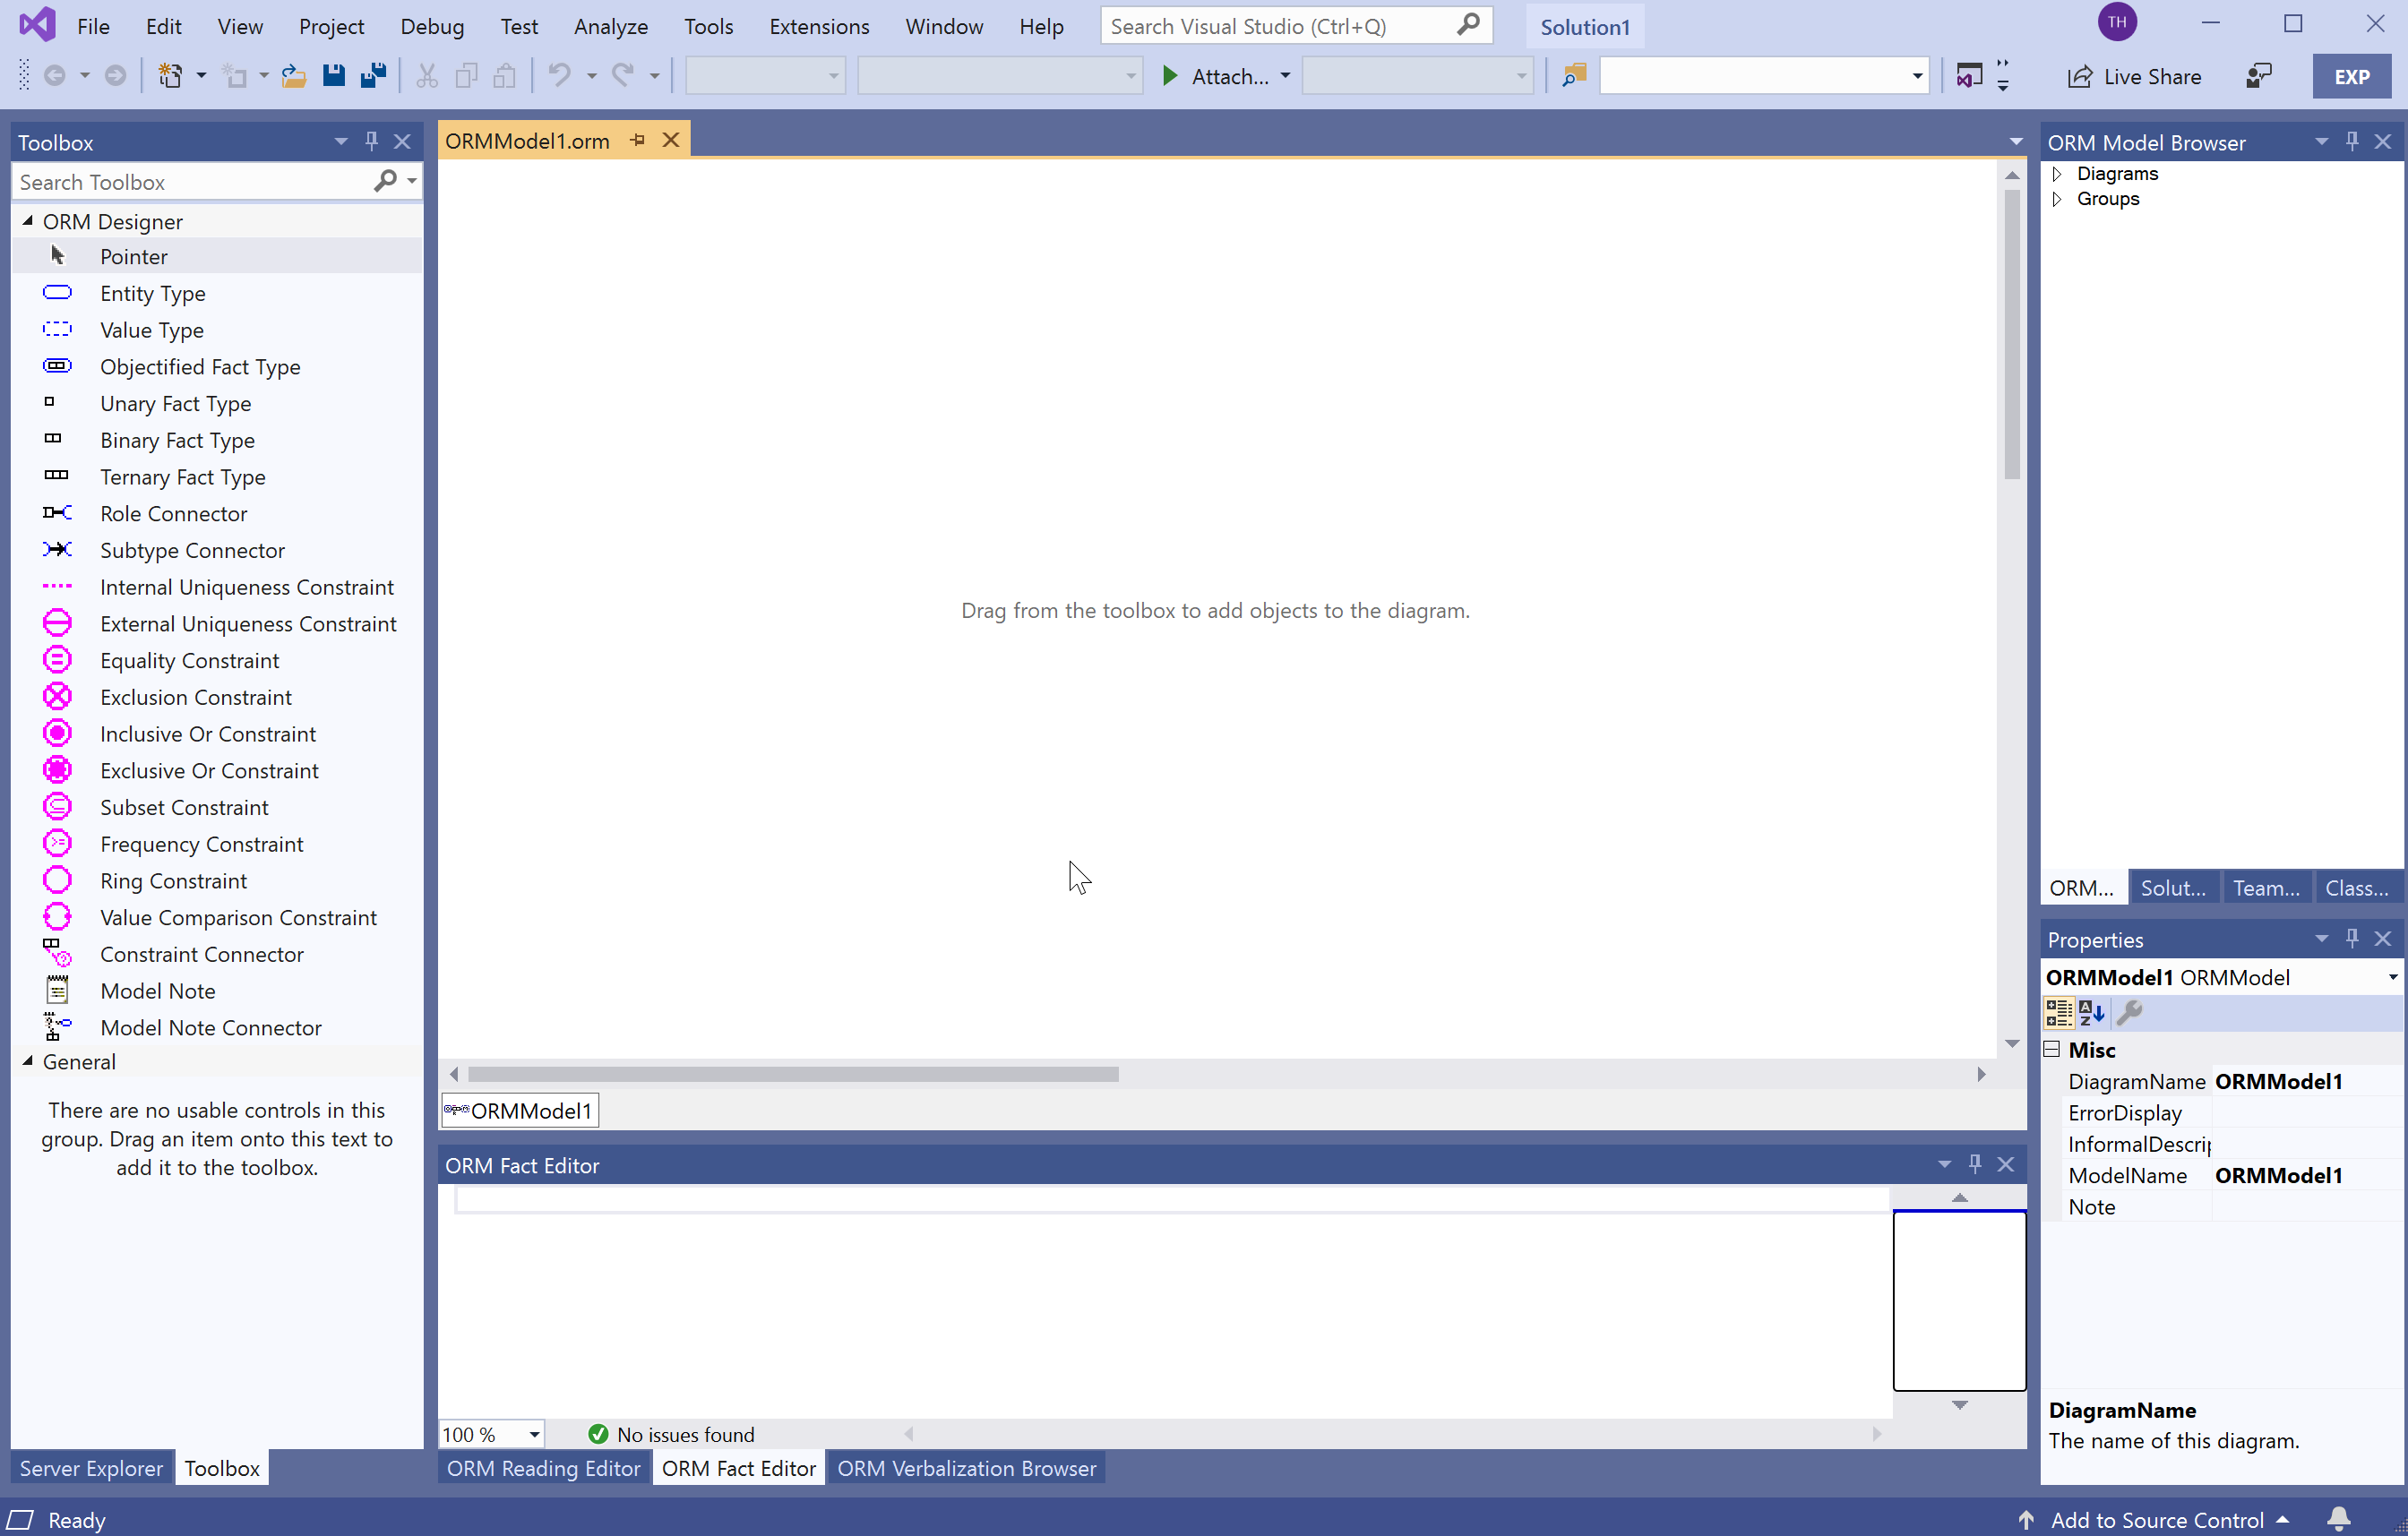 File Edit View Project Debug Test Analyze Tools Extensions Window Help Search Visual Studio (Ctrl+Q) Solution1 TH
Attach... Live Share EXP
Toolbox
Search Toolbox
ORM Designer
Pointer
Entity Type
Value Type
Objectified Fact Type
Unary Fact Type
Binary Fact Type
Ternary Fact Type
Role Connector
Subtype Connector
Internal Uniqueness Constraint
External Uniqueness Constraint
Equality Constraint
Exclusion Constraint
Inclusive Or Constraint
Exclusive Or Constraint
Subset Constraint
Frequency Constraint
Ring Constraint
Value Comparison Constraint
Constraint Connector
Model Note
Model Note Connector
General
There are no usable controls in this
group. Drag an item onto this text to
add it to the toolbox.
Server Explorer Toolbox
ORMModel1.orm
Drag from the toolbox to add objects to the diagram.
ORMModel1
ORM Fact Editor
100 % No issues found
ORM Reading Editor ORM Fact Editor ORM Verbalization Browser
ORM Model Browser
Diagrams
Groups
ORM... Solut... Team... Class...
Properties
ORMModel1 ORMModel
Misc
DiagramName ORMModel1
ErrorDisplay
InformalDescrip
ModelName ORMModel1
Note
DiagramName
The name of this diagram.
Ready Add to Source Control